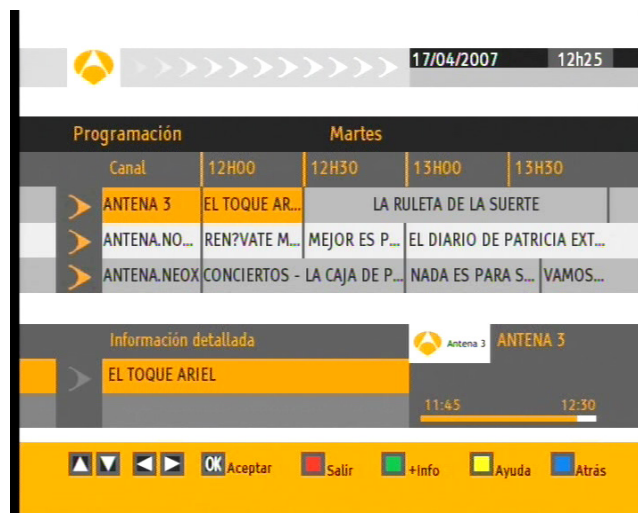 17/04/2007 12h25
Programación Martes
Canal 12H00 12H30 13H00 13H30
ANTENA 3 EL TOQUE AR... LA RULETA DE LA SUERTE
ANTENA.NO... REN?VATE M... MEJOR ES P... EL DIARIO DE PATRICIA EXT...
ANTENA.NEOX CONCIERTOS - LA CAJA DE P... NADA ES PARA S... VAMOS...
Información detallada Antena 3 ANTENA 3
EL TOQUE ARIEL
11:45 12:30
OK Aceptar Salir +Info Ayuda Atrás